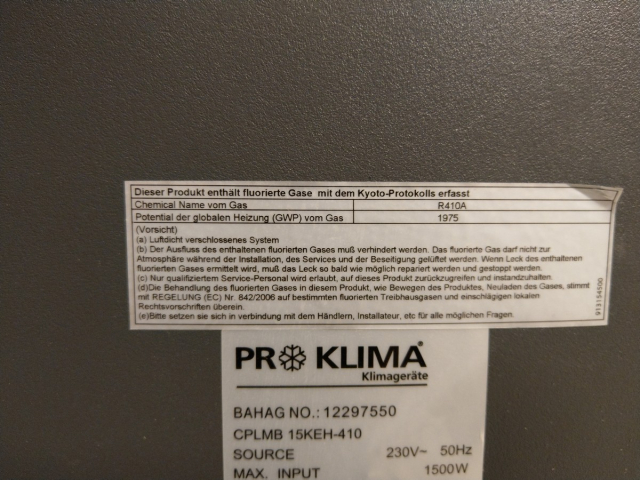 Dieser Produkt enthält fluorierte Gase mit dem Kyoto-Protokolls erfasst
Chemical Name vom Gas R410A
Potential der globalen Heizung (GWP) vom Gas 1975
(Vorsicht)
(a) Luftdicht verschlossenes System
(b) Der Ausfluss des enthaltenen fluorierten Gases muß verhindert werden. Das fluorierte Gas darf nicht zur
Atmosphäre während der Installation, des Services und der Beseitigung gelüftet werden. Wenn Leck des enthaltenen
fluorierten Gases ermittelt wird, muß das Leck so bald wie möglich repariert werden und gestoppt werden.
(c) Nur qualifiziertem Service-Personal wird erlaubt, auf dieses Produkt zurückzugreifen und instandzuhalten.
(d)Die Behandlung des fluorierten Gases in diesem Produkt, wie Bewegen des Produktes, Neuladen des Gases, stimmt
mit REGELUNG (EC) Nr. 842/2006 auf bestimmten fluorierten Treibhausgasen und einschlägigen lokalen
Rechtsvorschriften überein.
(e)Bitte setzen sie sich in verbindung mit dem Händlern, Installateur, etc für alle möglichen Fragen.
913154500
PRO KLIMA®
Klimageräte
BAHAG NO.: 12297550
CPLMB 15KEH-410
SOURCE 230V~ 50Hz
MAX. INPUT 1500W